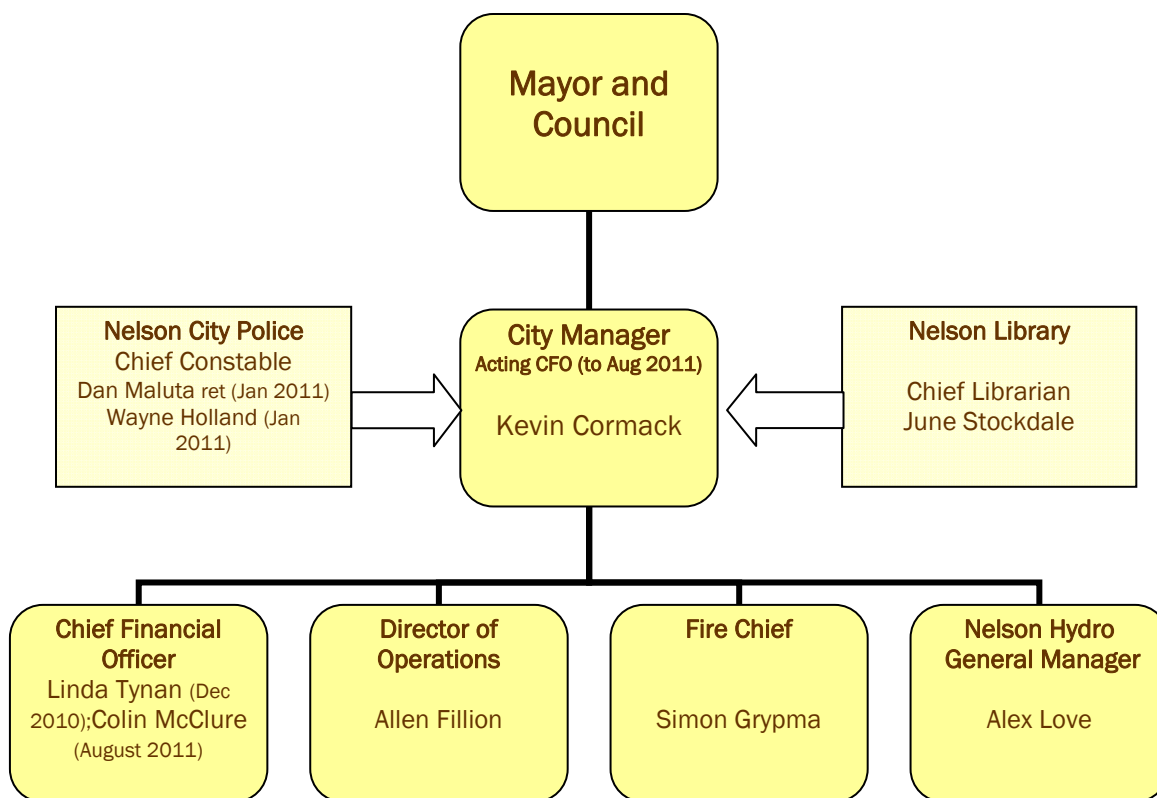 Mayor and
Council
Nelson City Police
Chief Constable
Dan Maluta ret (Jan 2011)
Wayne Holland (Jan
2011)
City Manager
Acting CFO (to Aug 2011)
Kevin Cormack
Nelson Library
Chief Librarian
June Stockdale
Chief Financial
Officer
Linda Tynan (Dec
2010);Colin McClure
(August 2011)
Director of
Operations
Allen Fillion
Fire Chief
Simon Grypma
Nelson Hydro
General Manager
Alex Love